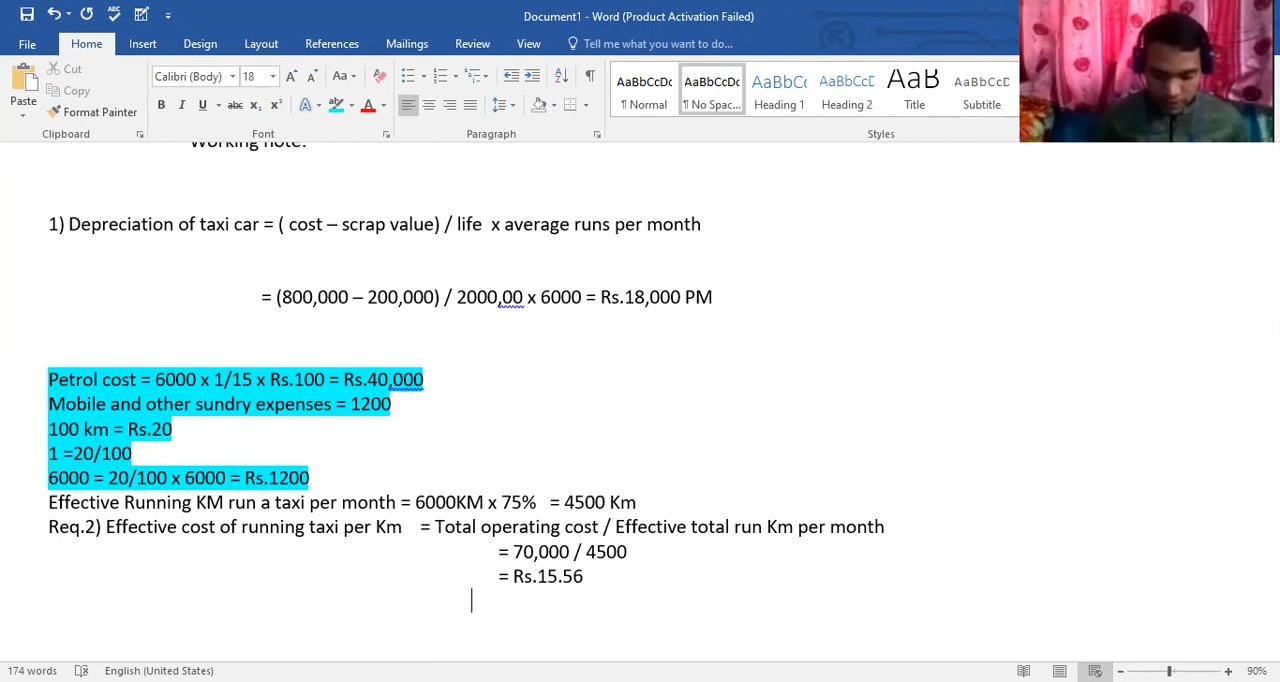 Document1 - Word (Product Activation Failed)
File Home Insert Design Layout References Mailings Review View Tell me what you want to do...
Paste
Cut
Copy
Format Painter
Calibri (Body) 18
AaBbCcDc AaBbCcDc AaBbCc AaBbCcD AaB AaBbCcD
¶ Normal ¶ No Spac... Heading 1 Heading 2 Title Subtitle
Clipboard Font Paragraph Styles
Working note:
1) Depreciation of taxi car = ( cost – scrap value) / life x average runs per month
= (800,000 – 200,000) / 2000,00 x 6000 = Rs.18,000 PM
Petrol cost = 6000 x 1/15 x Rs.100 = Rs.40,000
Mobile and other sundry expenses = 1200
100 km = Rs.20
1 =20/100
6000 = 20/100 x 6000 = Rs.1200
Effective Running KM run a taxi per month = 6000KM x 75% = 4500 Km
Req.2) Effective cost of running taxi per Km = Total operating cost / Effective total run Km per month
= 70,000 / 4500
= Rs.15.56
174 words English (United States) 90%